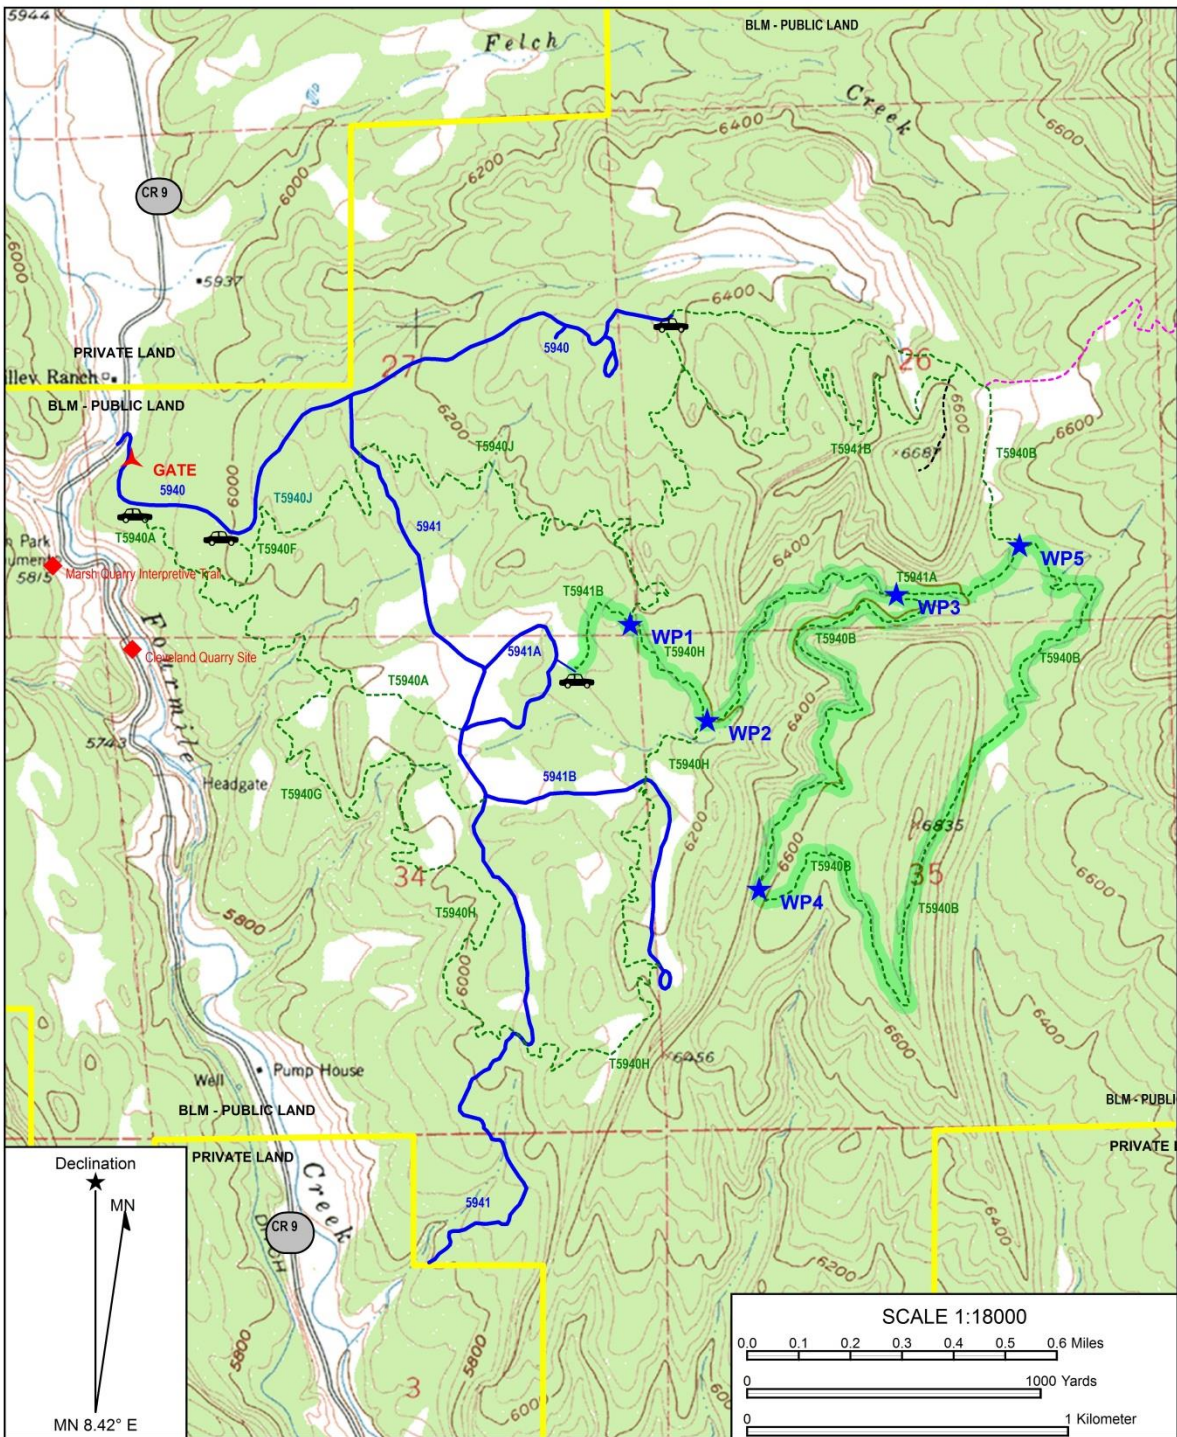 5944
Felch
BLM - PUBLIC LAND
Creek
6400
6600
6200
CR 9
6000
6000
5937
6400
PRIVATE LAND
27
5940
26
illey Ranch
BLM - PUBLIC LAND
6200
6600
6600
T5940J
T5941B
6687
T5940B
GATE
5940
6000
T5940J
5941
T5940A
T5940F
6400
WP5
n Park
nument
5815
Marsh Quarry Interpretive Trail
T5941B
T5941A
WP3
WP1
T5940B
Fourmile
Cleveland Quarry Site
5941A
T5940H
T5940B
T5940A
6400
WP2
5743
Headgate
T5940G
5941B
T5940H
6200
6835
6600
34
T5940B
35
6600
WP4
T5940B
5800
T5940H
6000
6400
6600
6456
T5940H
Pump House
Well
BLM - PUBLIC LAND
BLM - PUBLI
PRIVATE LAND
PRIVATE
Declination
MN
MN 8.42° E
Creek
5941
CR 9
DITCH
6400
6200
5800
5800
3
6000
SCALE 1:18000
0.0 0.1 0.2 0.3 0.4 0.5 0.6 Miles
0 1000 Yards
0 1 Kilometer